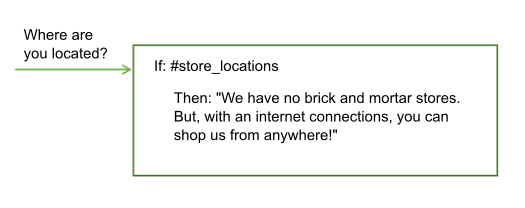 Where are
you located?
If: #store_locations
Then: "We have no brick and mortar stores.
But, with an internet connections, you can
shop us from anywhere!"